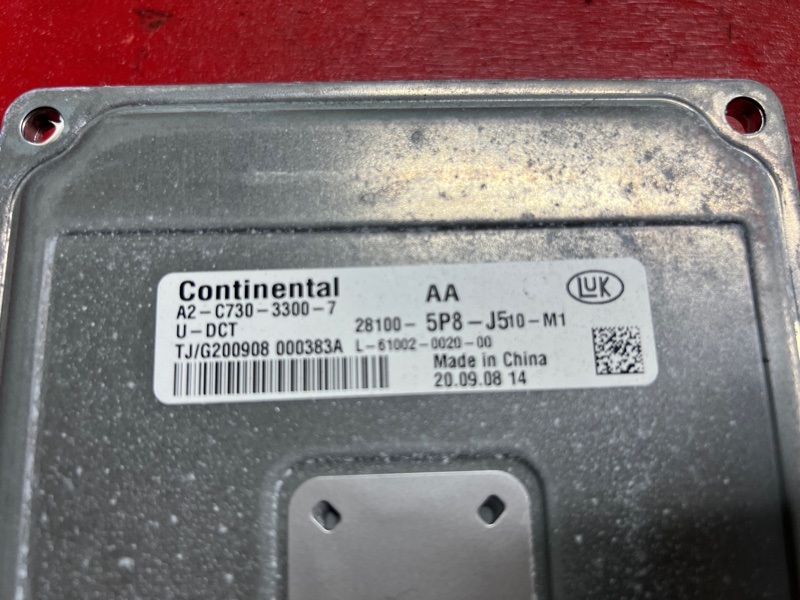 Continental AA LUK
A2-C730-3300-7
U-DCT 28100-5P8-J510-M1
TJ/G200908 000383A L-61002-0020-00
Made in China
20.09.08 14